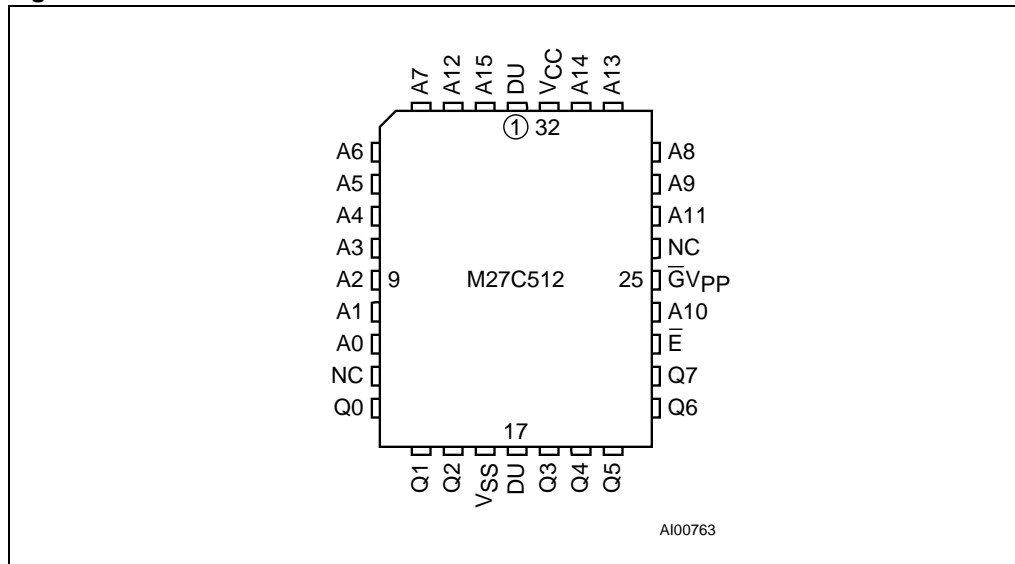 A7 A12 A15 DU VCC A14 A13
1 32
A6 A8
A5 A9
A4 A11
A3 NC
A2 9 M27C512 25 G̅VPP
A1 A10
A0 E̅
NC Q7
Q0 Q6
17
Q1 Q2 VSS DU Q3 Q4 Q5
AI00763